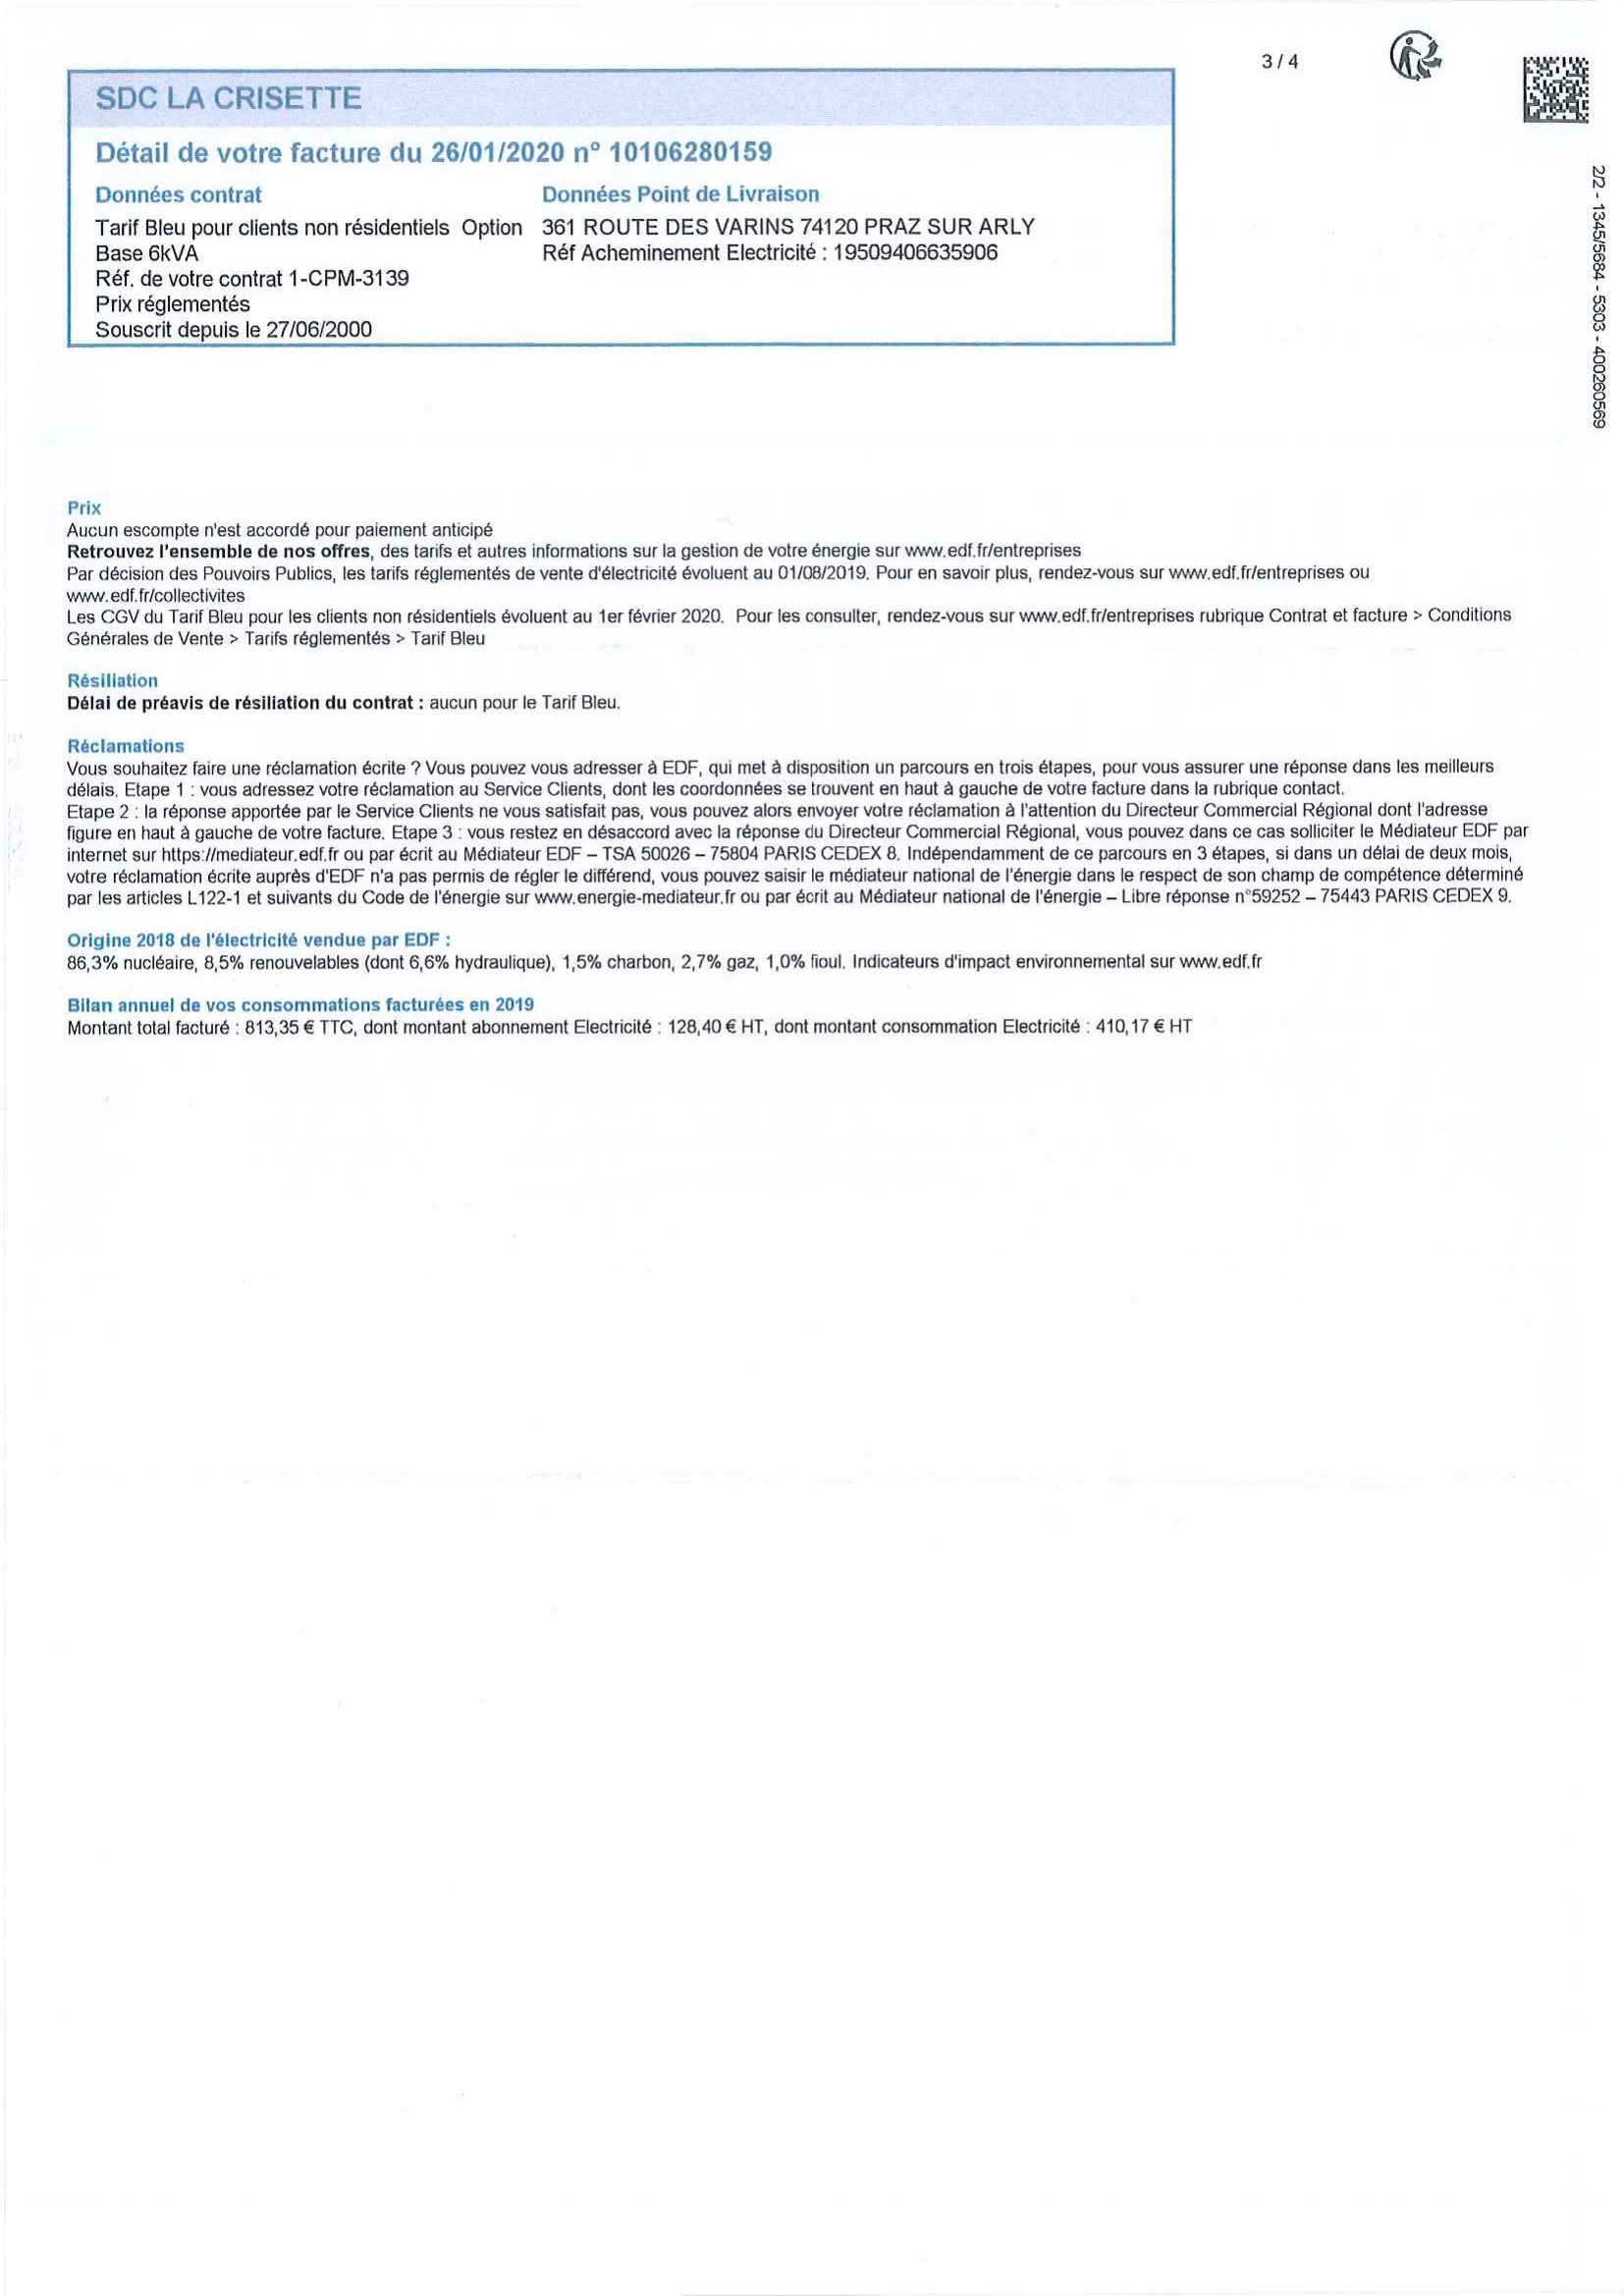 3 / 4
SDC LA CRISETTE
Détail de votre facture du 26/01/2020 n° 10106280159
Données contrat
Tarif Bleu pour clients non résidentiels Option
Base 6kVA
Réf. de votre contrat 1-CPM-3139
Prix réglementés
Souscrit depuis le 27/06/2000
Données Point de Livraison
361 ROUTE DES VARINS 74120 PRAZ SUR ARLY
Réf Acheminement Electricité : 19509406635906
2/2 - 1345/5684 - 5303 - 400260569
Prix
Aucun escompte n'est accordé pour paiement anticipé
Retrouvez l'ensemble de nos offres, des tarifs et autres informations sur la gestion de votre énergie sur www.edf.fr/entreprises
Par décision des Pouvoirs Publics, les tarifs réglementés de vente d'électricité évoluent au 01/08/2019. Pour en savoir plus, rendez-vous sur www.edf.fr/entreprises ou
www.edf.fr/collectivites
Les CGV du Tarif Bleu pour les clients non résidentiels évoluent au 1er février 2020. Pour les consulter, rendez-vous sur www.edf.fr/entreprises rubrique Contrat et facture > Conditions
Générales de Vente > Tarifs réglementés > Tarif Bleu
Résiliation
Délai de préavis de résiliation du contrat : aucun pour le Tarif Bleu.
Réclamations
Vous souhaitez faire une réclamation écrite ? Vous pouvez vous adresser à EDF, qui met à disposition un parcours en trois étapes, pour vous assurer une réponse dans les meilleurs
délais. Etape 1 : vous adressez votre réclamation au Service Clients, dont les coordonnées se trouvent en haut à gauche de votre facture dans la rubrique contact.
Etape 2 : la réponse apportée par le Service Clients ne vous satisfait pas, vous pouvez alors envoyer votre réclamation à l'attention du Directeur Commercial Régional dont l'adresse
figure en haut à gauche de votre facture. Etape 3 : vous restez en désaccord avec la réponse du Directeur Commercial Régional, vous pouvez dans ce cas solliciter le Médiateur EDF par
internet sur https://mediateur.edf.fr ou par écrit au Médiateur EDF – TSA 50026 – 75804 PARIS CEDEX 8. Indépendamment de ce parcours en 3 étapes, si dans un délai de deux mois,
votre réclamation écrite auprès d'EDF n'a pas permis de régler le différend, vous pouvez saisir le médiateur national de l'énergie dans le respect de son champ de compétence déterminé
par les articles L122-1 et suivants du Code de l'énergie sur www.energie-mediateur.fr ou par écrit au Médiateur national de l'énergie – Libre réponse n°59252 – 75443 PARIS CEDEX 9.
Origine 2018 de l'électricité vendue par EDF :
86,3% nucléaire, 8,5% renouvelables (dont 6,6% hydraulique), 1,5% charbon, 2,7% gaz, 1,0% fioul. Indicateurs d'impact environnemental sur www.edf.fr
Bilan annuel de vos consommations facturées en 2019
Montant total facturé : 813,35 € TTC, dont montant abonnement Electricité : 128,40 € HT, dont montant consommation Electricité : 410,17 € HT